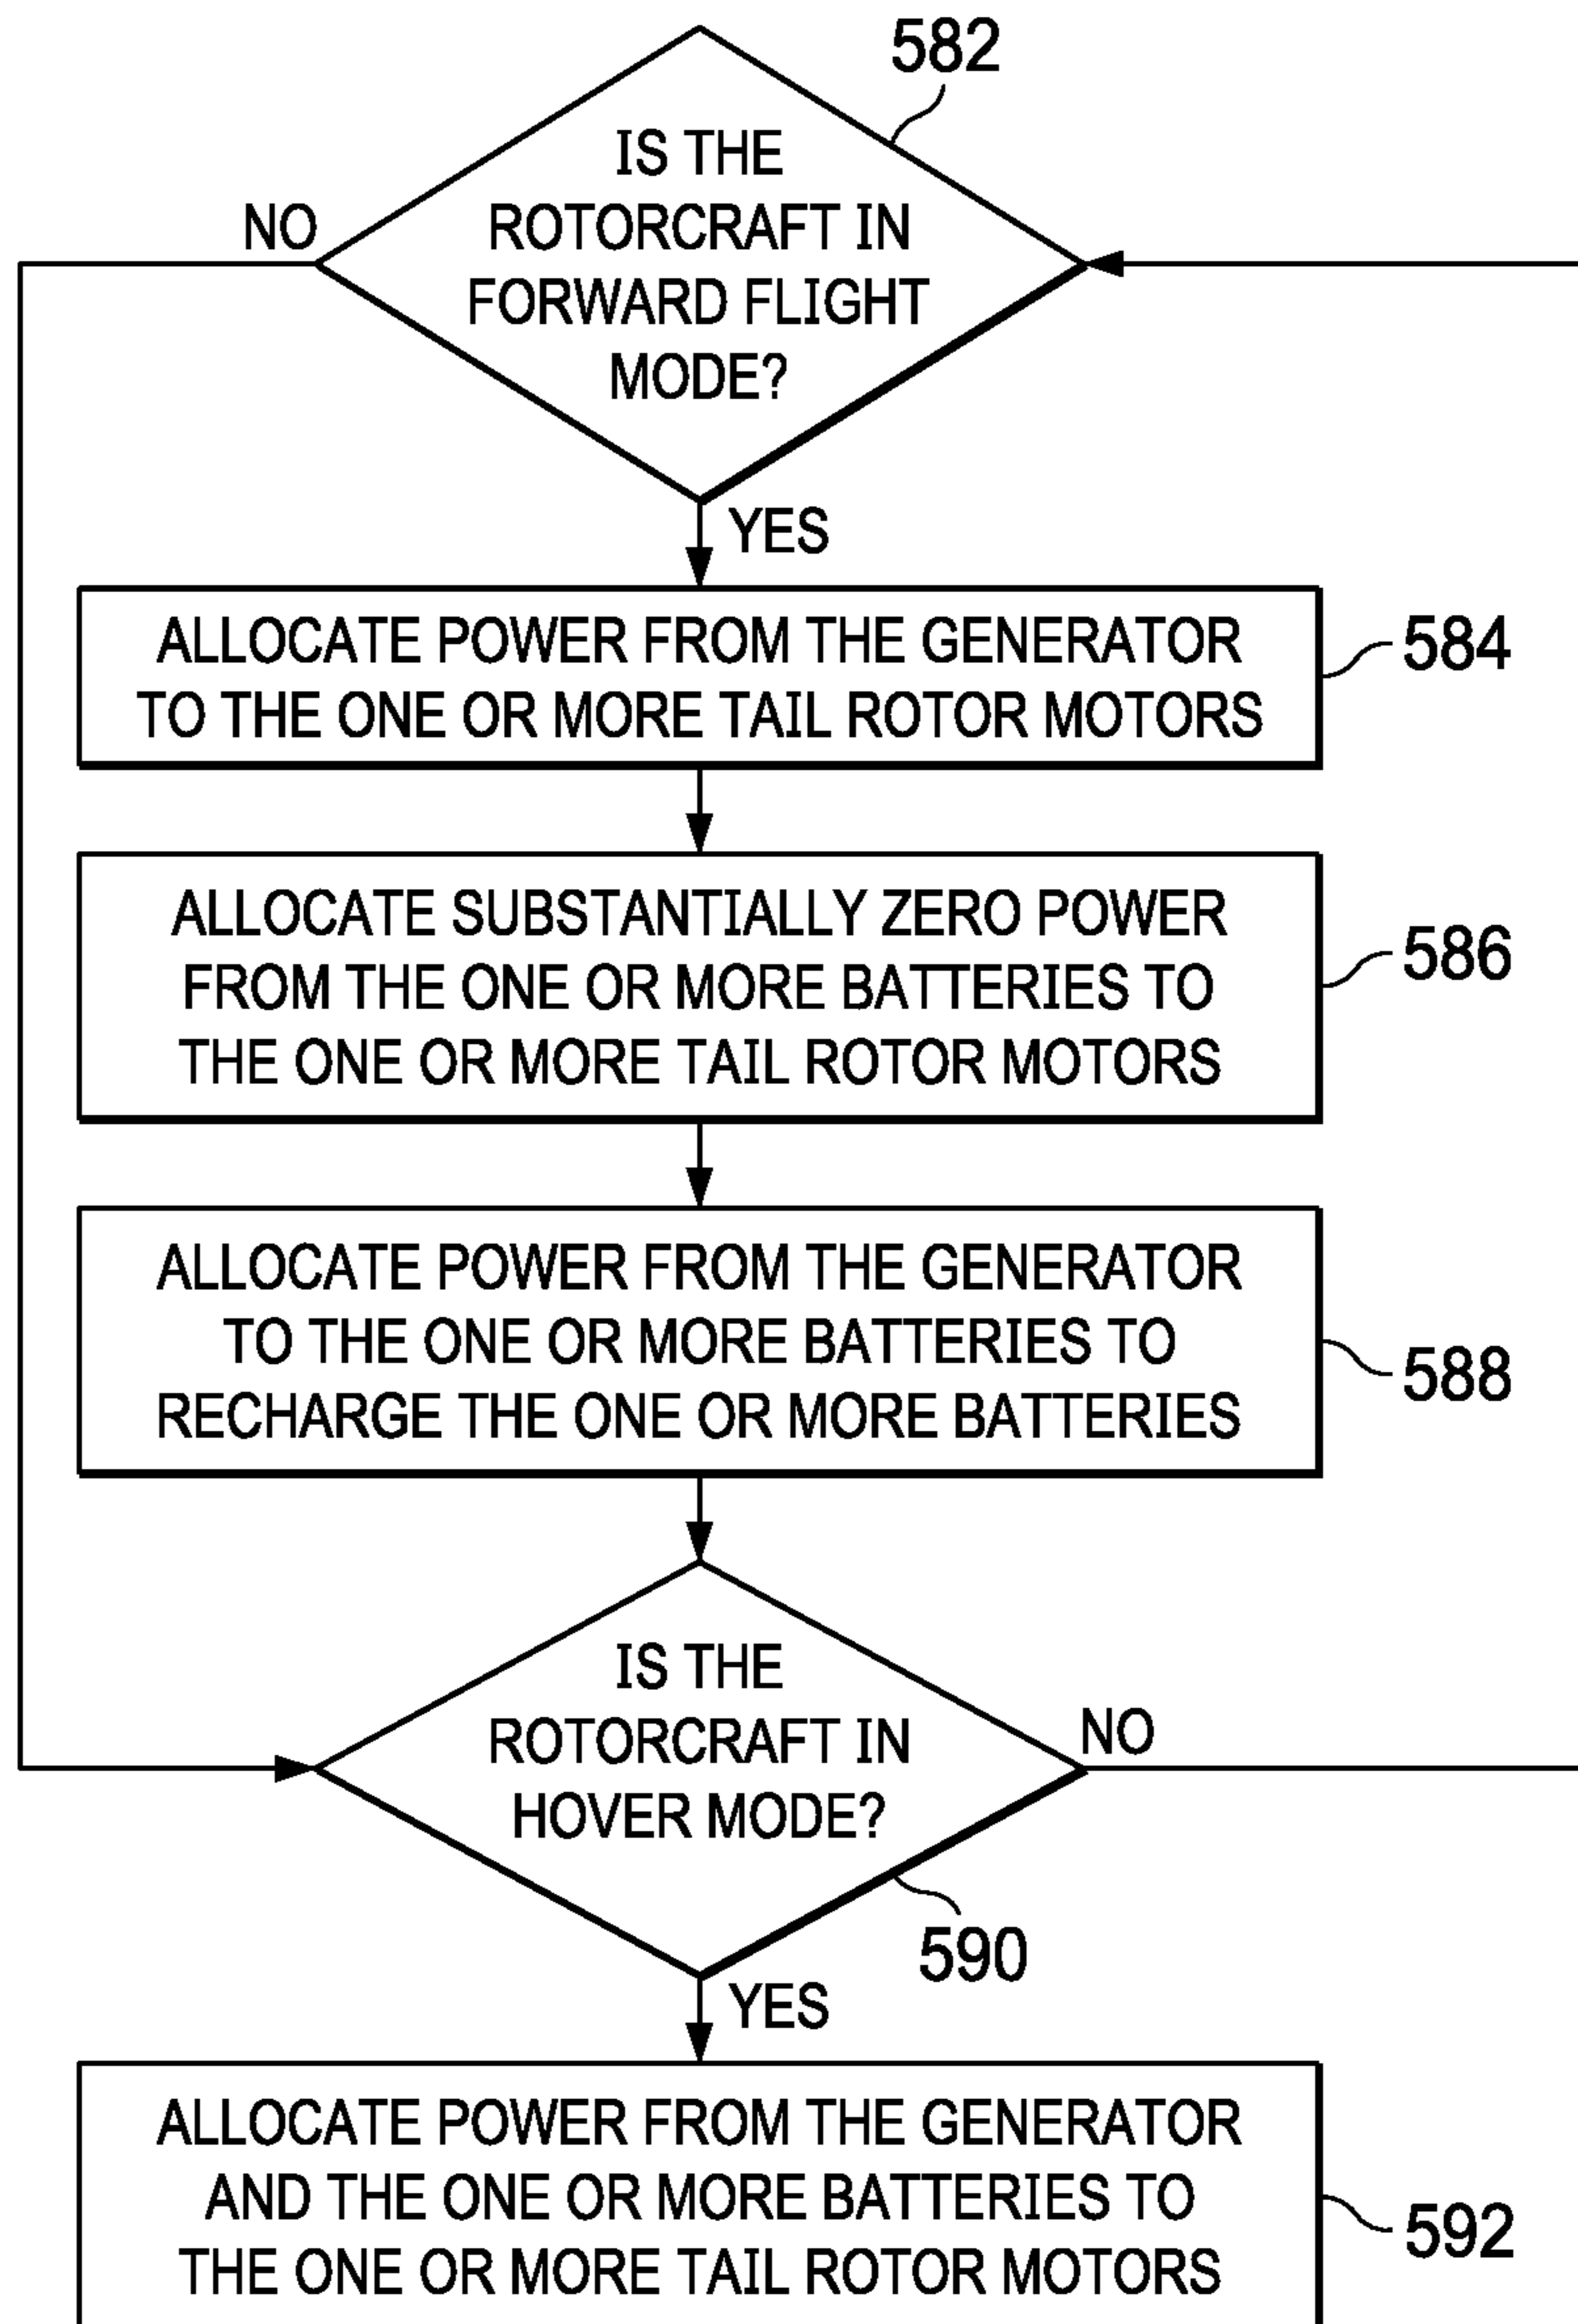 582
IS THE
ROTORCRAFT IN
FORWARD FLIGHT
MODE?
NO
YES
ALLOCATE POWER FROM THE GENERATOR
TO THE ONE OR MORE TAIL ROTOR MOTORS
584
ALLOCATE SUBSTANTIALLY ZERO POWER
FROM THE ONE OR MORE BATTERIES TO
THE ONE OR MORE TAIL ROTOR MOTORS
586
ALLOCATE POWER FROM THE GENERATOR
TO THE ONE OR MORE BATTERIES TO
RECHARGE THE ONE OR MORE BATTERIES
588
IS THE
ROTORCRAFT IN
HOVER MODE?
NO
590
YES
ALLOCATE POWER FROM THE GENERATOR
AND THE ONE OR MORE BATTERIES TO
THE ONE OR MORE TAIL ROTOR MOTORS
592